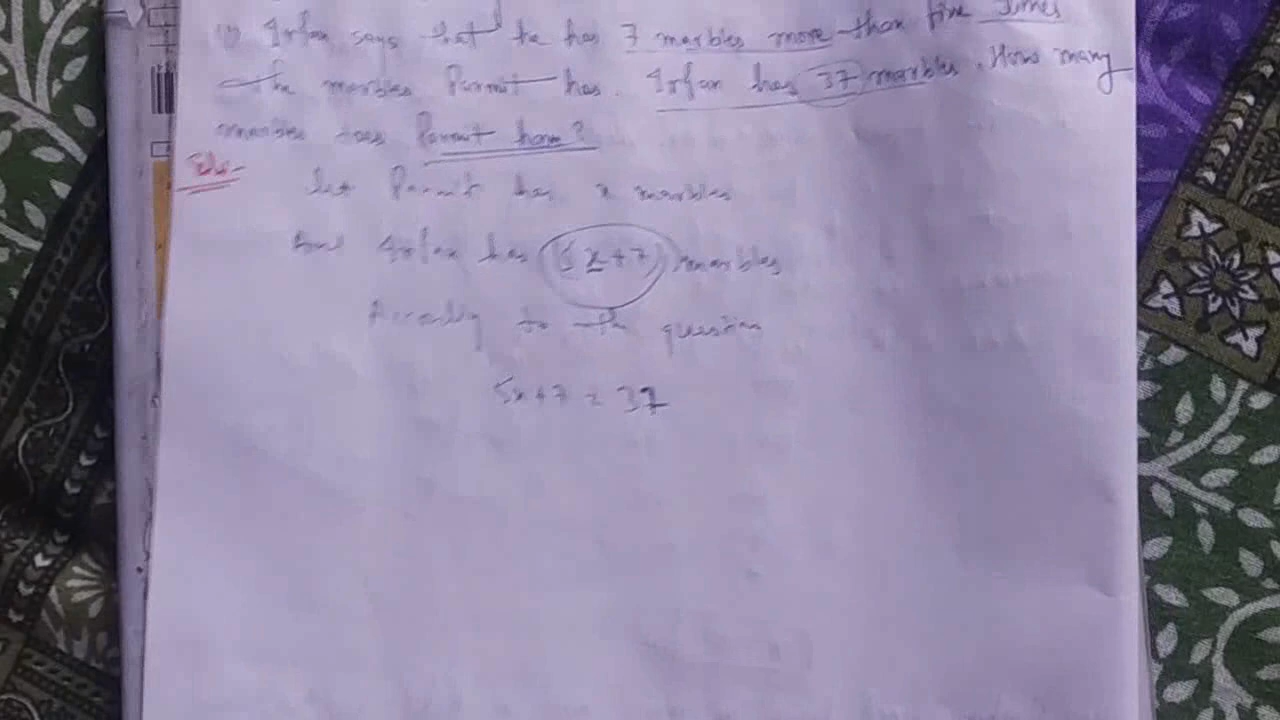 (i) Irfan says that he has 7 marbles more than five times
the marbles Parmit has. Irfan has 37 marbles. How many
marbles does Parmit have?
Sol:-
let Parmit has x marbles
And Irfan has (5x+7) marbles
According to the question
5x+7 = 37